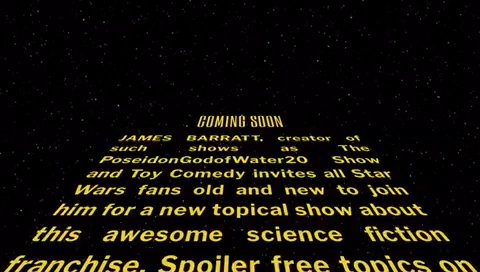 COMING SOON
JAMES BARRATT, creator of
such shows as The
PoseidonGodofWater20 Show
and Toy Comedy invites all Star
Wars fans old and new to join
him for a new topical show about
this awesome science fiction
franchise. Spoiler free topics on